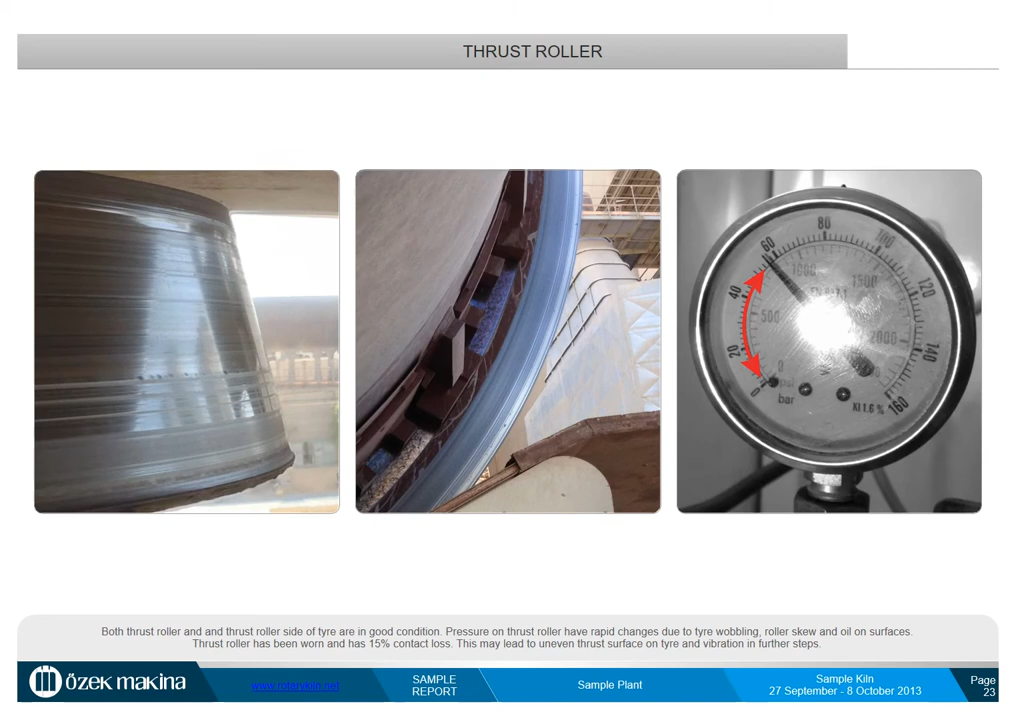 THRUST ROLLER
80
60
100
1000
120
1500
40
500
2000
20
140
0
0
psi
bar
Kl 1.6 %
160
Both thrust roller and and thrust roller side of tyre are in good condition. Pressure on thrust roller have rapid changes due to tyre wobbling, roller skew and oil on surfaces.
Thrust roller has been worn and has 15% contact loss. This may lead to uneven thrust surface on tyre and vibration in further steps.
özek makina
www.rotarykiln.net
SAMPLE
REPORT
Sample Plant
Sample Kiln
27 September - 8 October 2013
Page
23